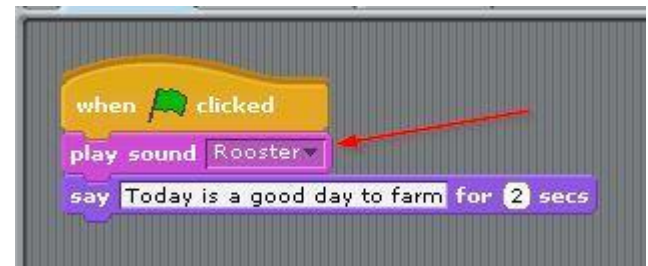 when clicked
play sound Rooster
say Today is a good day to farm for 2 secs